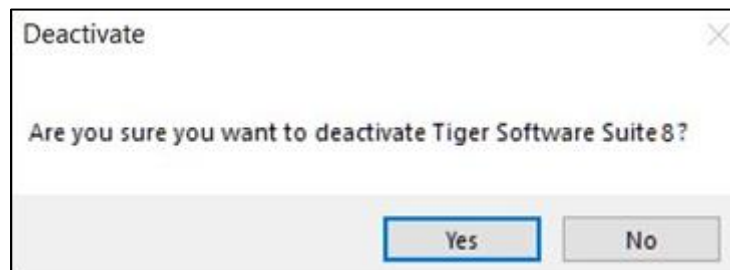 Deactivate
Are you sure you want to deactivate Tiger Software Suite 8?
Yes No